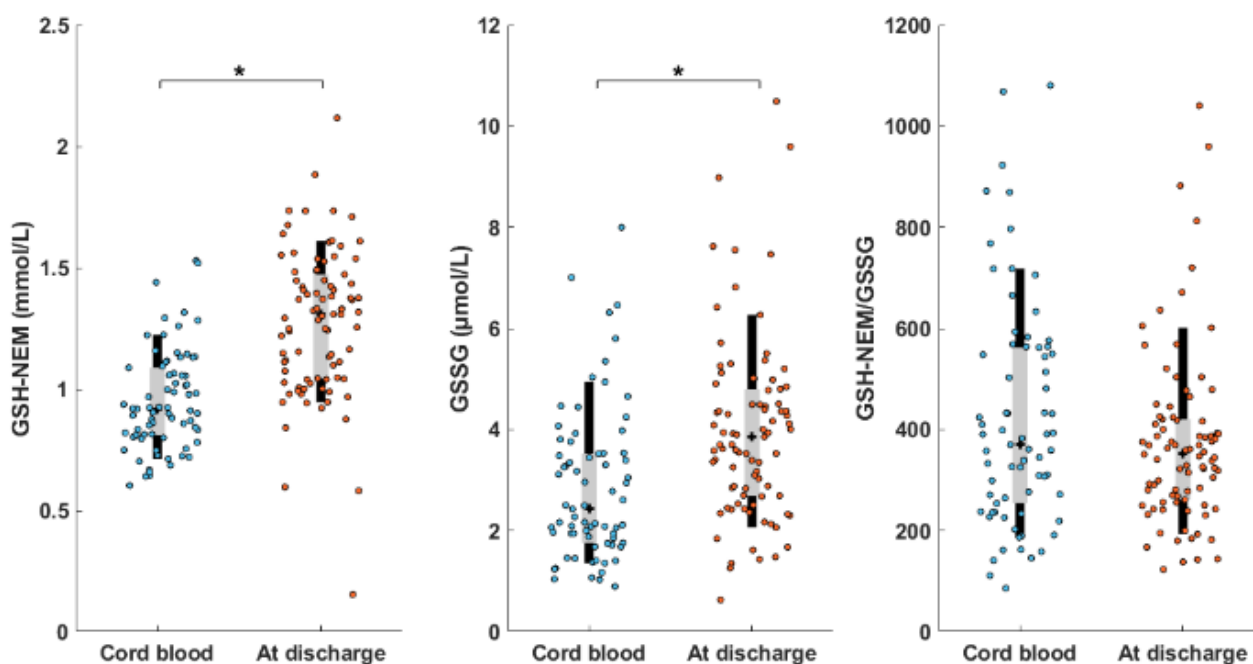 GSH-NEM (mmol/L)
2.5
2
1.5
1
0.5
0
*
Cord blood
At discharge
GSSG (μmol/L)
12
10
8
6
4
2
0
*
Cord blood
At discharge
GSH-NEM/GSSG
1200
1000
800
600
400
200
0
Cord blood
At discharge